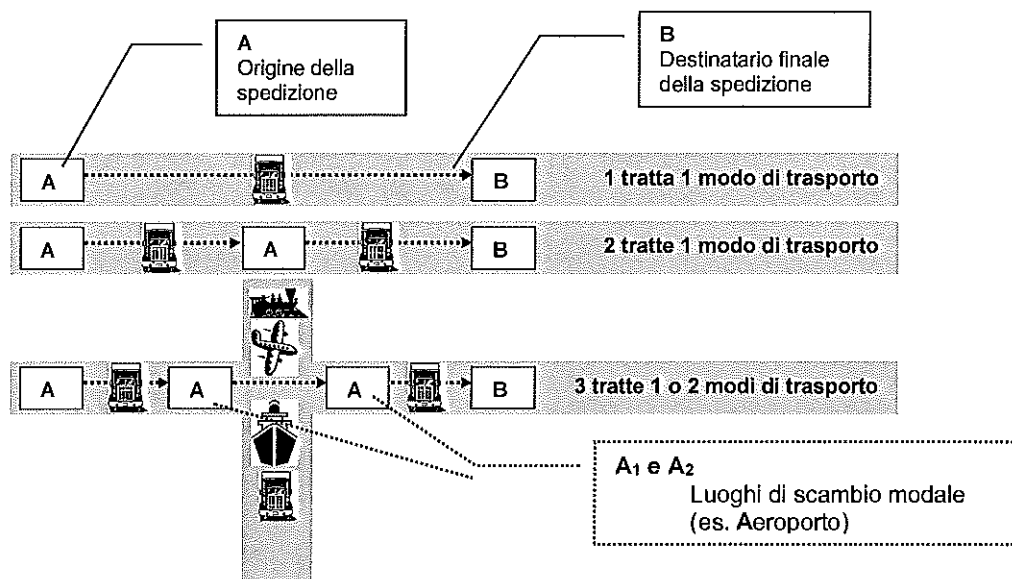 A
Origine della
spedizione
B
Destinatario finale
della spedizione
A B 1 tratta 1 modo di trasporto
A A B 2 tratte 1 modo di trasporto
A A A B 3 tratte 1 o 2 modi di trasporto
A1 e A2
Luoghi di scambio modale
(es. Aeroporto)